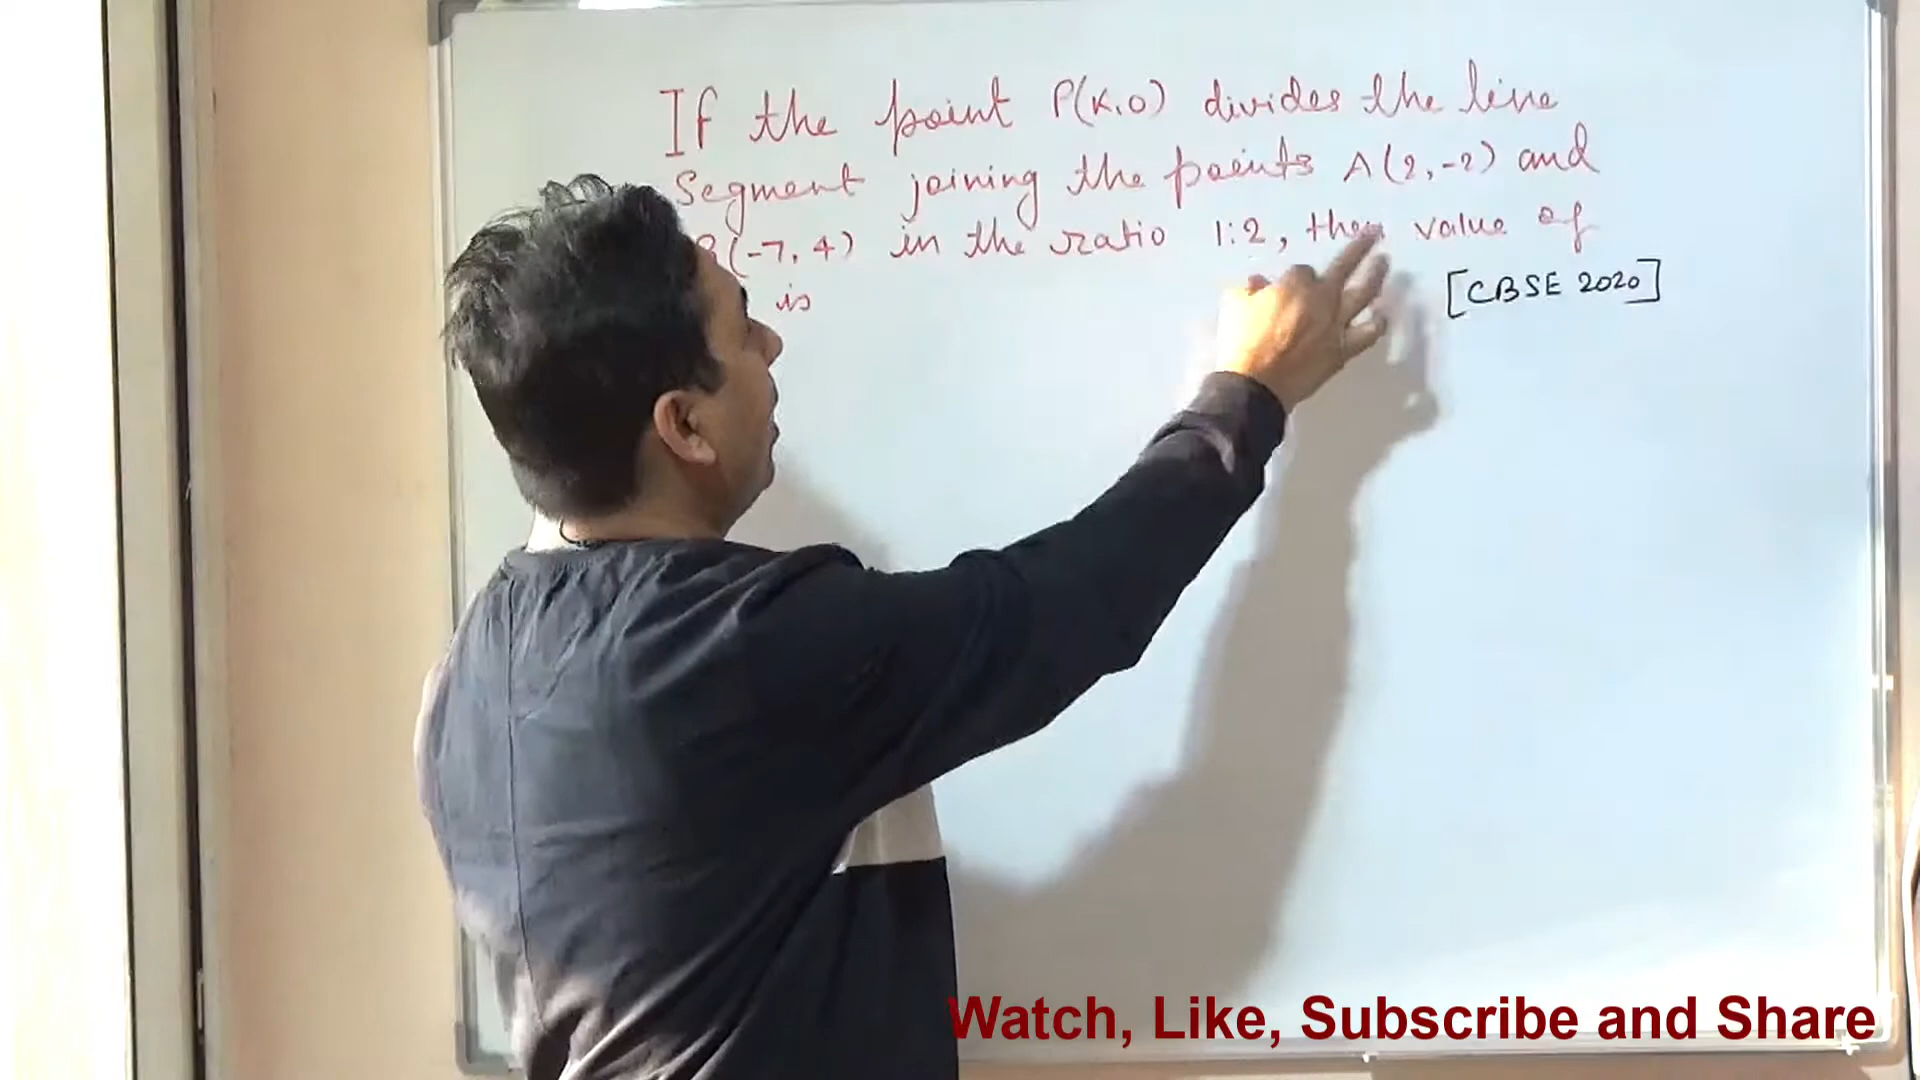 If the point P(K,0) divides the line
Segment joining the points A(2,-2) and
(-7, 4) in the ratio 1:2, then value of
is
[CBSE 2020]
Watch, Like, Subscribe and Share